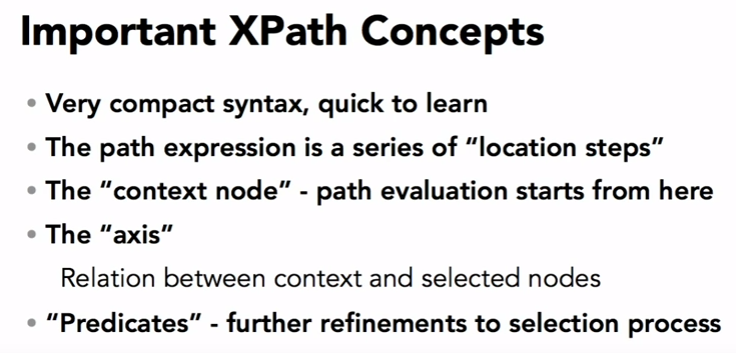 Important XPath Concepts
• Very compact syntax, quick to learn
• The path expression is a series of “location steps”
• The “context node” - path evaluation starts from here
• The “axis”
Relation between context and selected nodes
• “Predicates” - further refinements to selection process